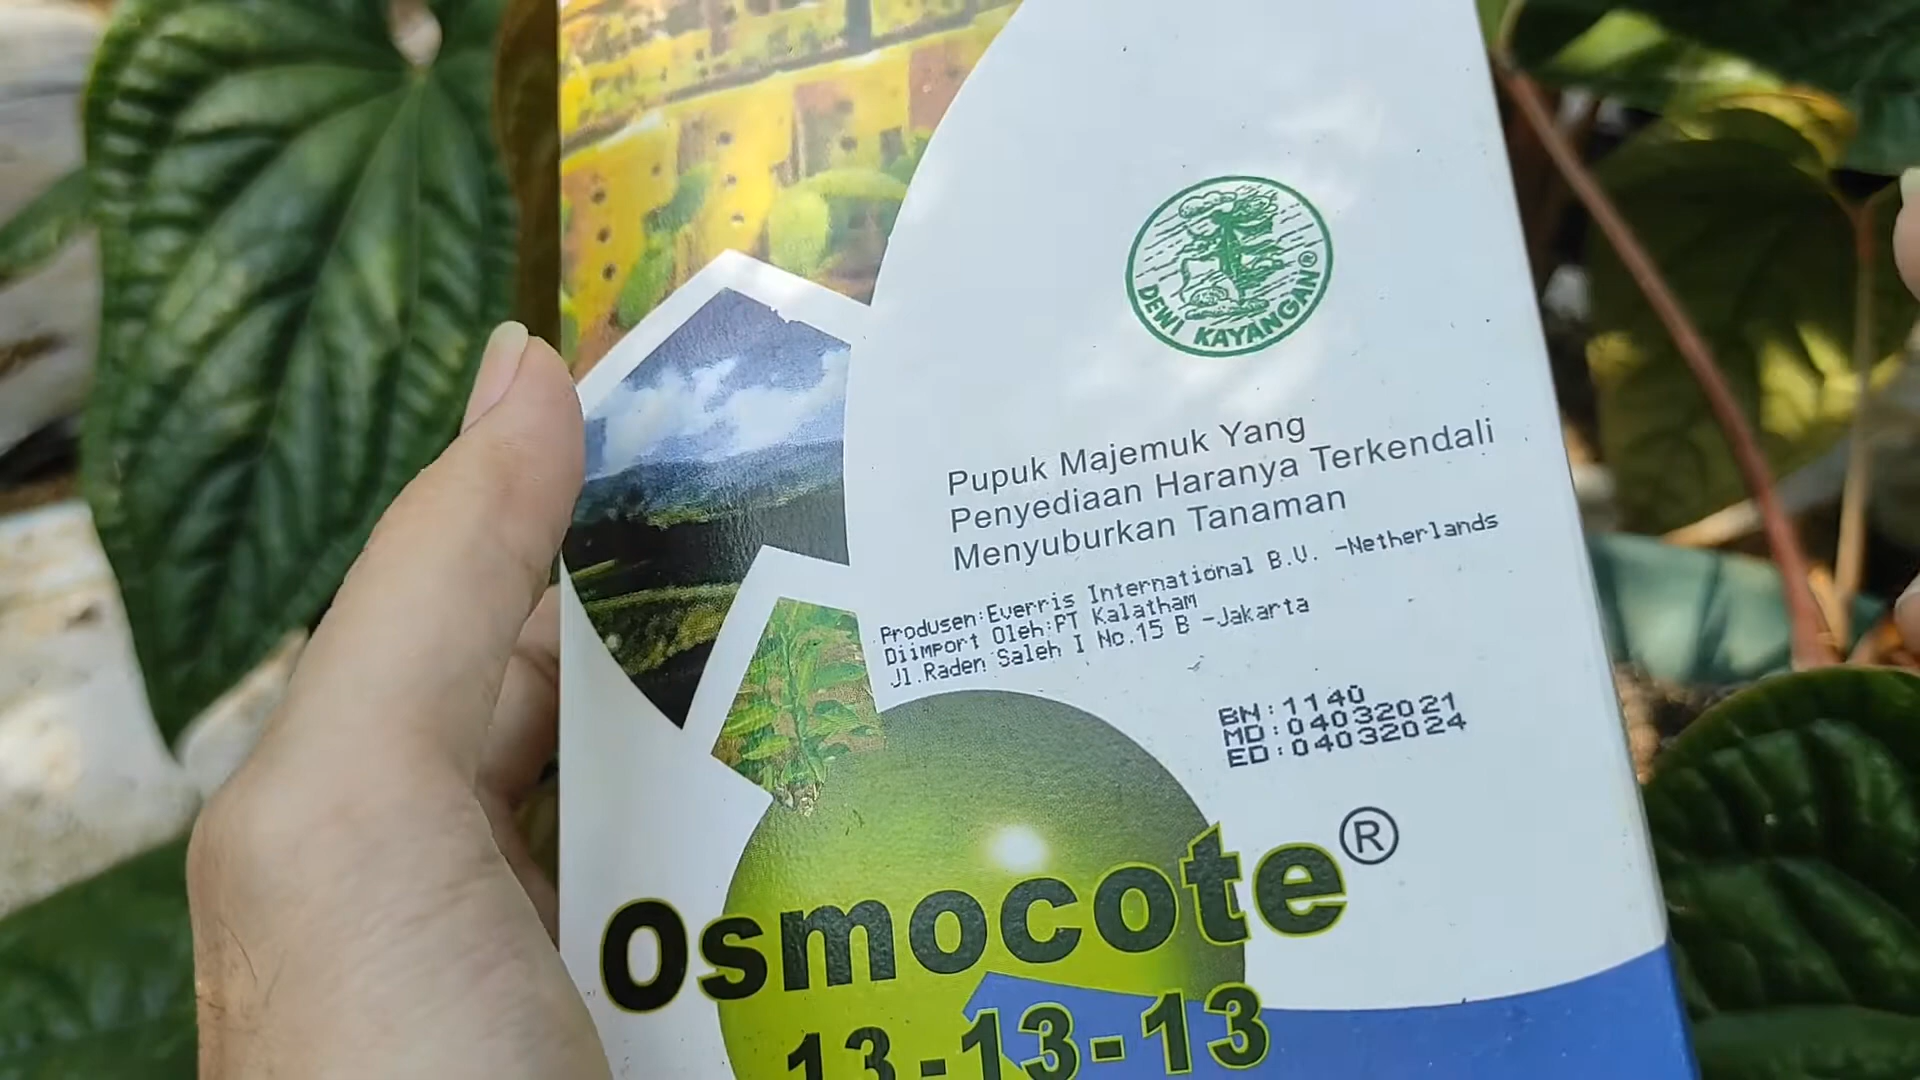 DEWI KAYANGAN®
Pupuk Majemuk Yang
Penyediaan Haranya Terkendali
Menyuburkan Tanaman
Produsen:Everris International B.V. -Netherlands
Diimport Oleh:PT Kalatham
Jl.Raden Saleh I No.15 B -Jakarta
BN:1140
MD:04032021
ED:04032024
Osmocote®
13-13-13